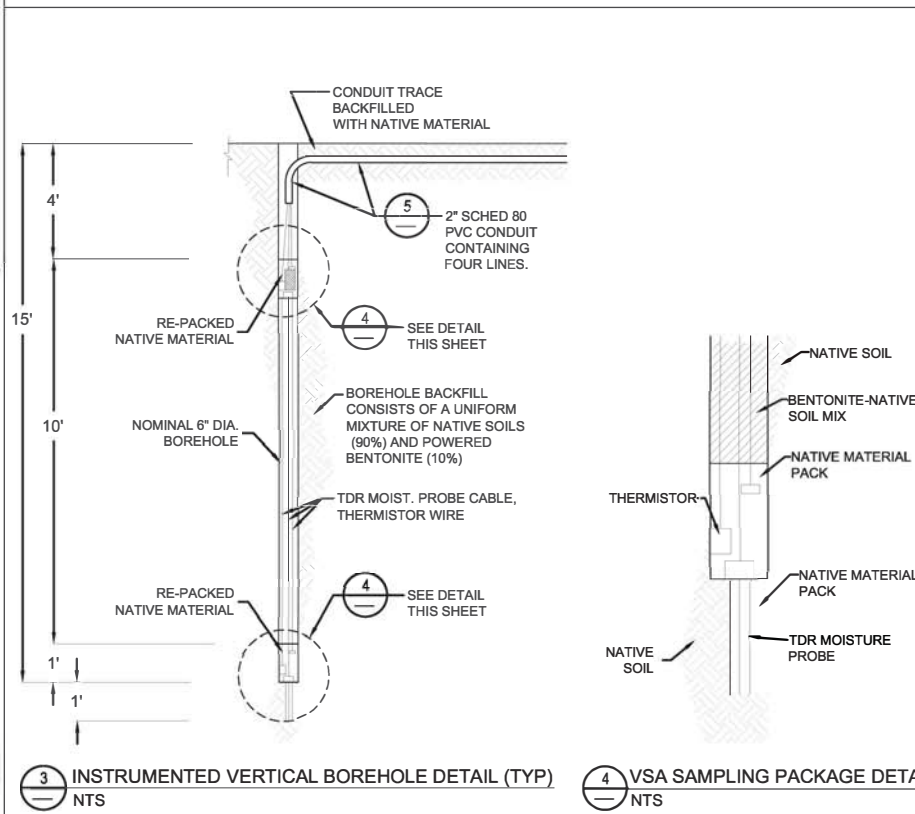 CONDUIT TRACE
BACKFILLED
WITH NATIVE MATERIAL
4'
5
2" SCHED 80
PVC CONDUIT
CONTAINING
FOUR LINES.
15'
RE-PACKED
NATIVE MATERIAL
4
SEE DETAIL
THIS SHEET
10'
NOMINAL 6" DIA.
BOREHOLE
BOREHOLE BACKFILL
CONSISTS OF A UNIFORM
MIXTURE OF NATIVE SOILS
(90%) AND POWERED
BENTONITE (10%)
TDR MOIST. PROBE CABLE,
THERMISTOR WIRE
RE-PACKED
NATIVE MATERIAL
4
SEE DETAIL
THIS SHEET
1'
1'
3
INSTRUMENTED VERTICAL BOREHOLE DETAIL (TYP)
NTS
NATIVE SOIL
BENTONITE-NATIVE
SOIL MIX
NATIVE MATERIAL
PACK
THERMISTOR
NATIVE MATERIAL
PACK
TDR MOISTURE
PROBE
NATIVE
SOIL
4
VSA SAMPLING PACKAGE DETA
NTS